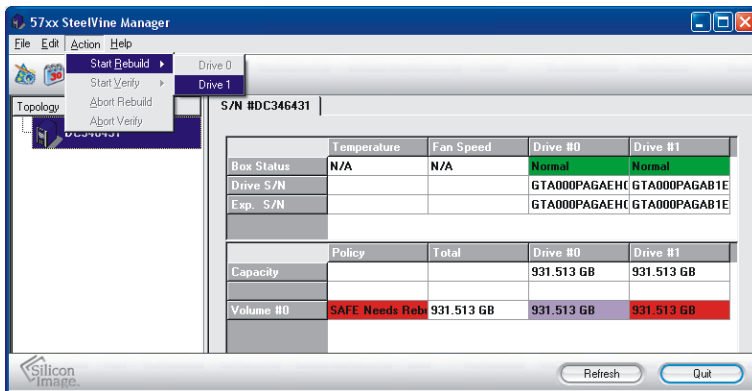 57xx SteelVine Manager
File Edit Action Help
Start Rebuild
Drive 0
Start Verify
Drive 1
Abort Rebuild
Abort Verify
30
Topology
S/N #DC346431
DC346431
Temperature Fan Speed Drive #0 Drive #1
Box Status N/A N/A Normal Normal
Drive S/N GTA000PAGAEH GTA000PAGAB1E
Exp. S/N GTA000PAGAEH GTA000PAGAB1E
Policy Total Drive #0 Drive #1
Capacity 931.513 GB 931.513 GB
Volume #0 SAFE Needs Reb 931.513 GB 931.513 GB 931.513 GB
Silicon Image.
Refresh Quit